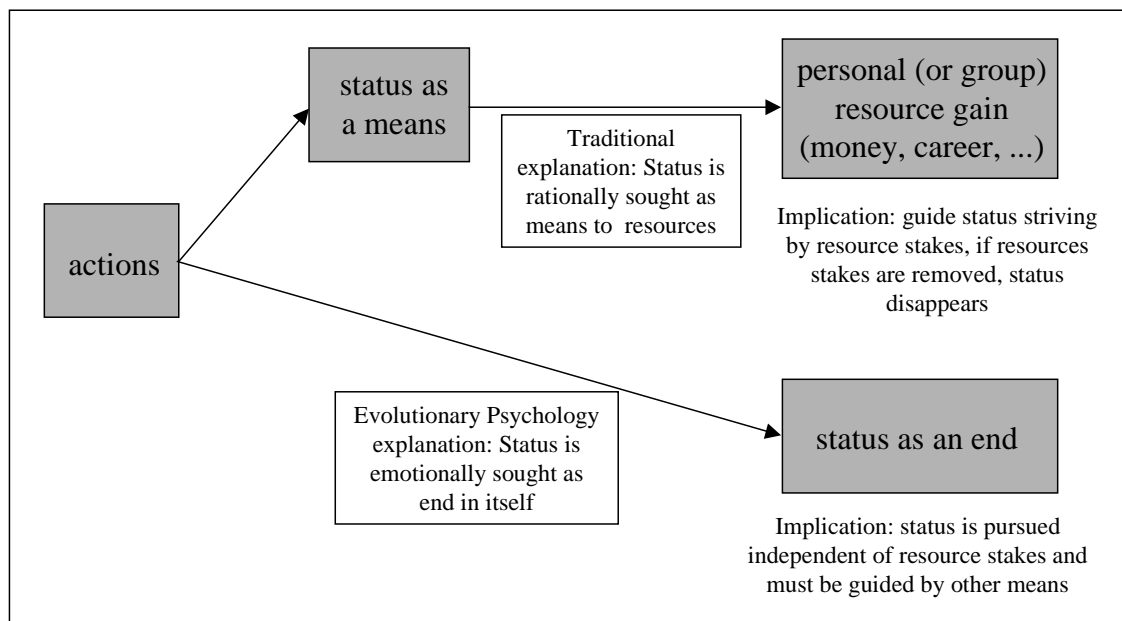 status as
a means
personal (or group)
resource gain
(money, career, ...)
Traditional
explanation: Status is
rationally sought as
means to resources
Implication: guide status striving
by resource stakes, if resources
stakes are removed, status
disappears
actions
Evolutionary Psychology
explanation: Status is
emotionally sought as
end in itself
status as an end
Implication: status is pursued
independent of resource stakes and
must be guided by other means